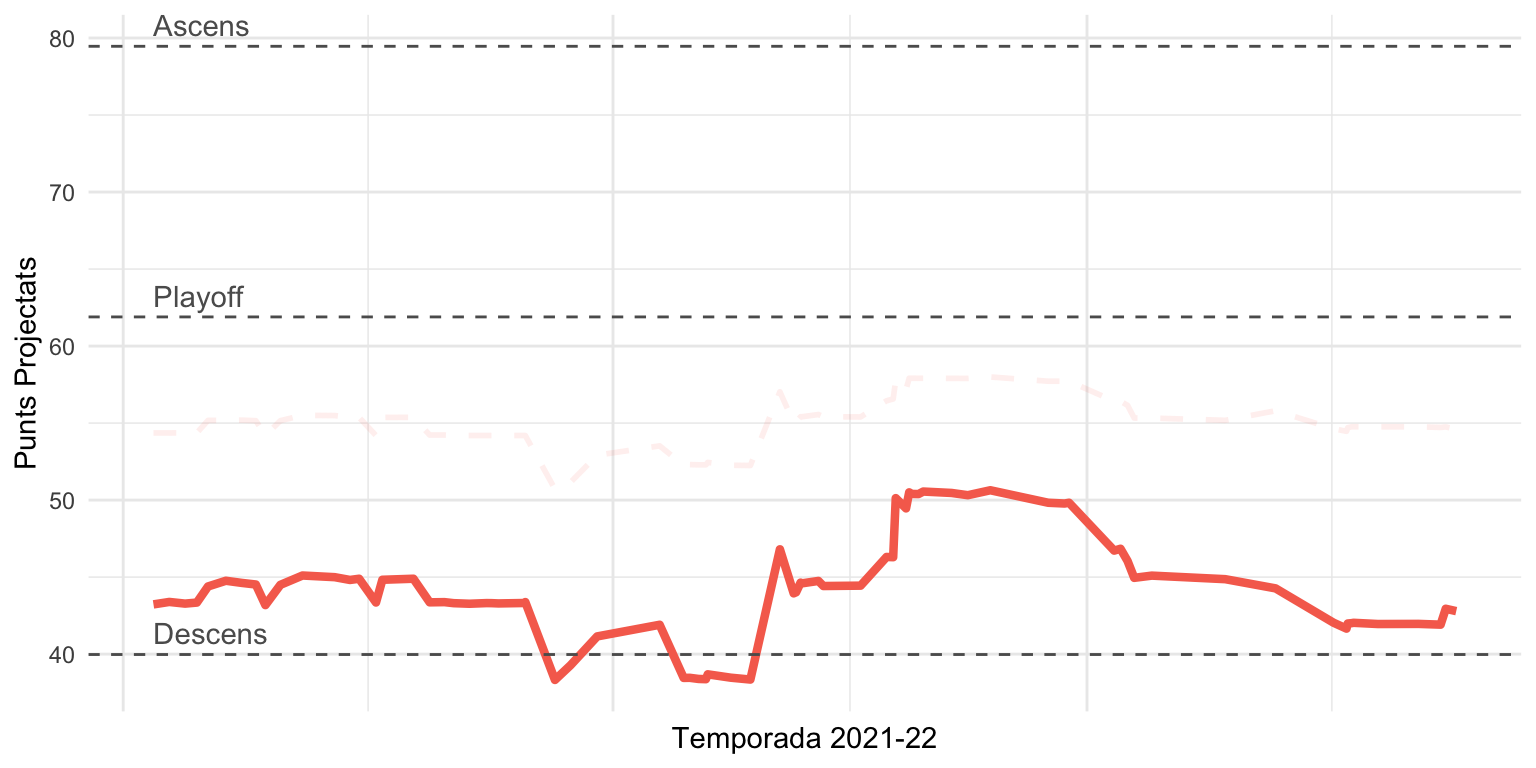 Ascens
80
70
Playoff
60
50
Descens
40
Punts Projectats
Temporada 2021-22